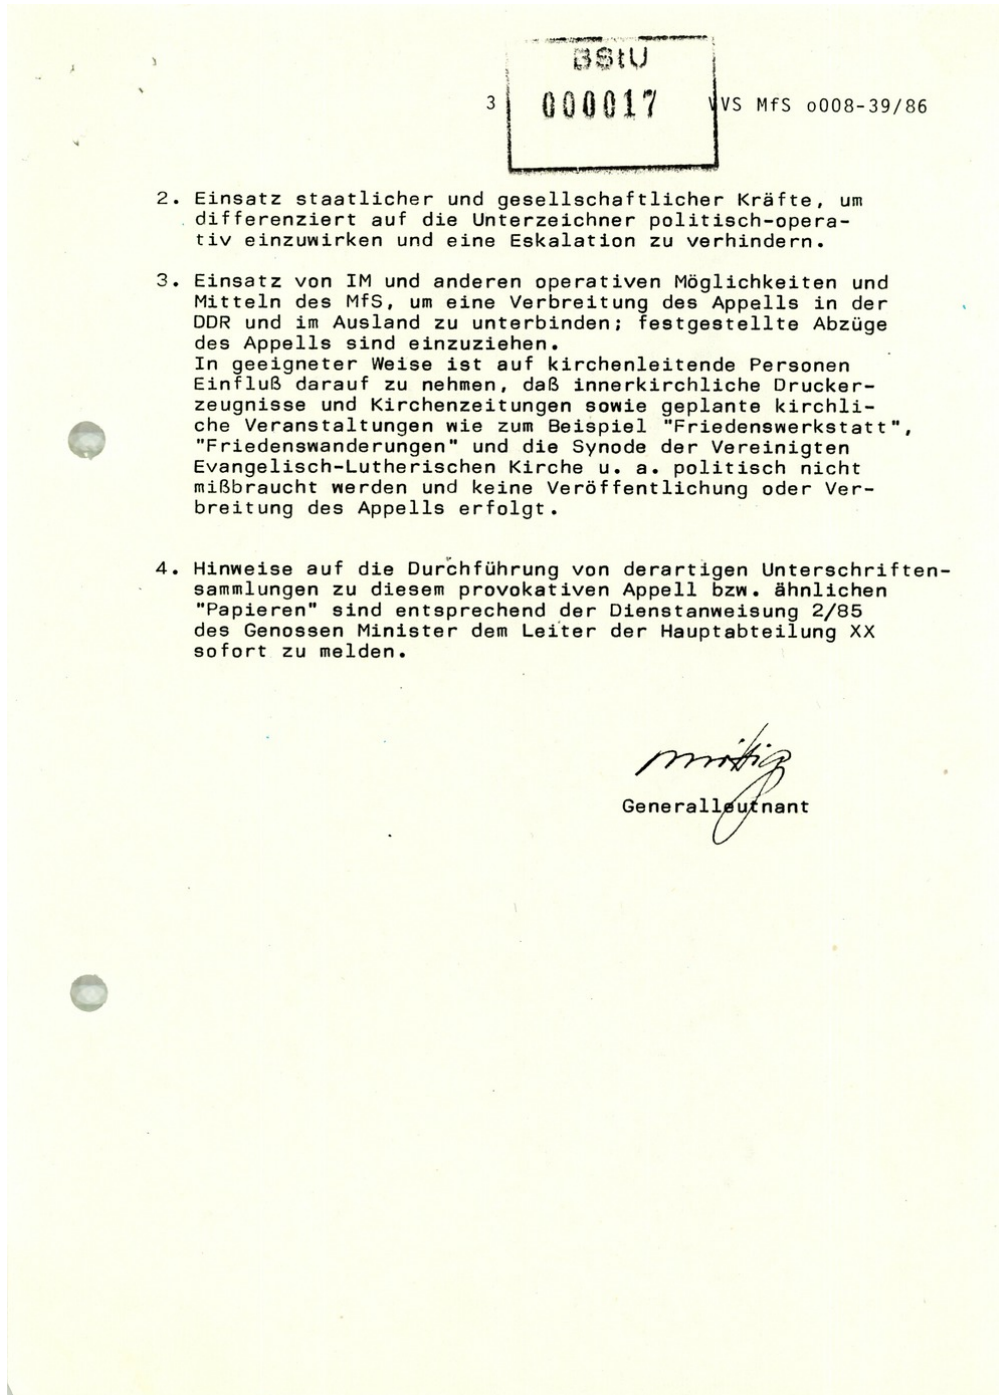 BStU
3 000017 VVS MfS o008-39/86
2. Einsatz staatlicher und gesellschaftlicher Kräfte, um
differenziert auf die Unterzeichner politisch-opera-
tiv einzuwirken und eine Eskalation zu verhindern.
3. Einsatz von IM und anderen operativen Möglichkeiten und
Mitteln des MfS, um eine Verbreitung des Appells in der
DDR und im Ausland zu unterbinden; festgestellte Abzüge
des Appells sind einzuziehen.
In geeigneter Weise ist auf kirchenleitende Personen
Einfluß darauf zu nehmen, daß innerkirchliche Drucker-
zeugnisse und Kirchenzeitungen sowie geplante kirchli-
che Veranstaltungen wie zum Beispiel "Friedenswerkstatt",
"Friedenswanderungen" und die Synode der Vereinigten
Evangelisch-Lutherischen Kirche u. a. politisch nicht
mißbraucht werden und keine Veröffentlichung oder Ver-
breitung des Appells erfolgt.
4. Hinweise auf die Durchführung von derartigen Unterschriften-
sammlungen zu diesem provokativen Appell bzw. ähnlichen
"Papieren" sind entsprechend der Dienstanweisung 2/85
des Genossen Minister dem Leiter der Hauptabteilung XX
sofort zu melden.
Mittig
Generalleutnant